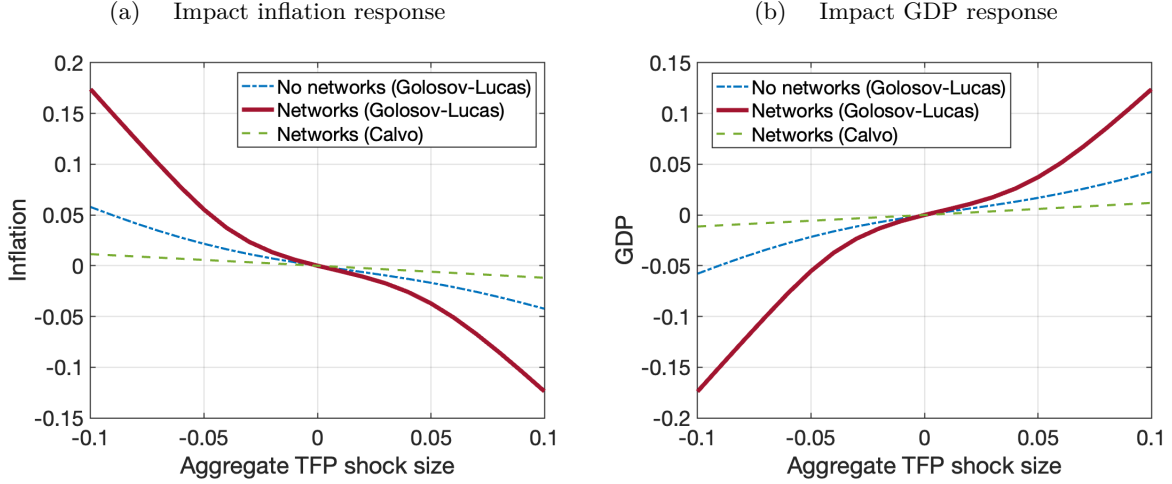 (a) Impact inflation response
0.2
0.15
0.1
0.05
0
-0.05
-0.1
-0.15
-0.1 -0.05 0 0.05 0.1
Inflation
Aggregate TFP shock size
No networks (Golosov-Lucas)
Networks (Golosov-Lucas)
Networks (Calvo)
(b) Impact GDP response
0.15
0.1
0.05
0
-0.05
-0.1
-0.15
-0.2
-0.1 -0.05 0 0.05 0.1
GDP
Aggregate TFP shock size
No networks (Golosov-Lucas)
Networks (Golosov-Lucas)
Networks (Calvo)